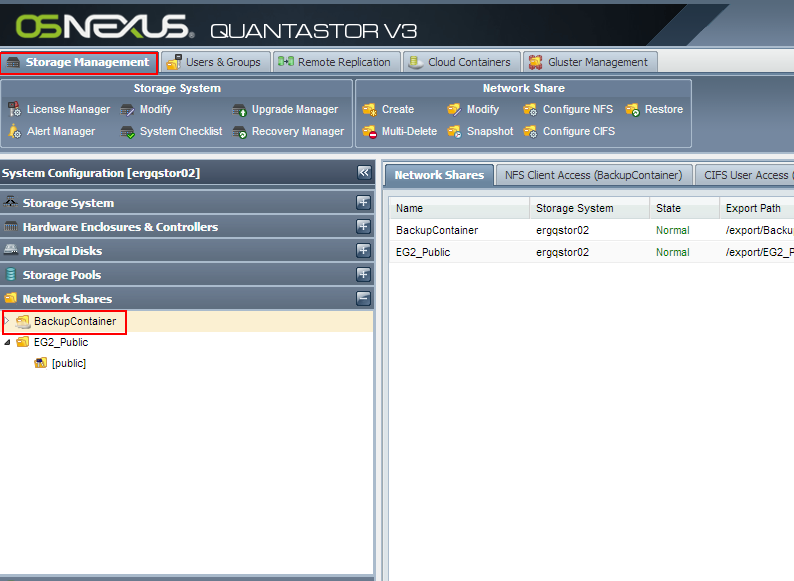 OSNEXUS. QUANTASTOR V3
Storage Management Users & Groups Remote Replication Cloud Containers Gluster Management
Storage System Network Share
License Manager Modify Upgrade Manager Create Modify Configure NFS Restore
Alert Manager System Checklist Recovery Manager Multi-Delete Snapshot Configure CIFS
System Configuration [ergqstor02]
Storage System
Hardware Enclosures & Controllers
Physical Disks
Storage Pools
Network Shares
BackupContainer
EG2_Public
[public]
Network Shares NFS Client Access (BackupContainer) CIFS User Access (
Name Storage System State Export Path
BackupContainer ergqstor02 Normal /export/Backu
EG2_Public ergqstor02 Normal /export/EG2_P